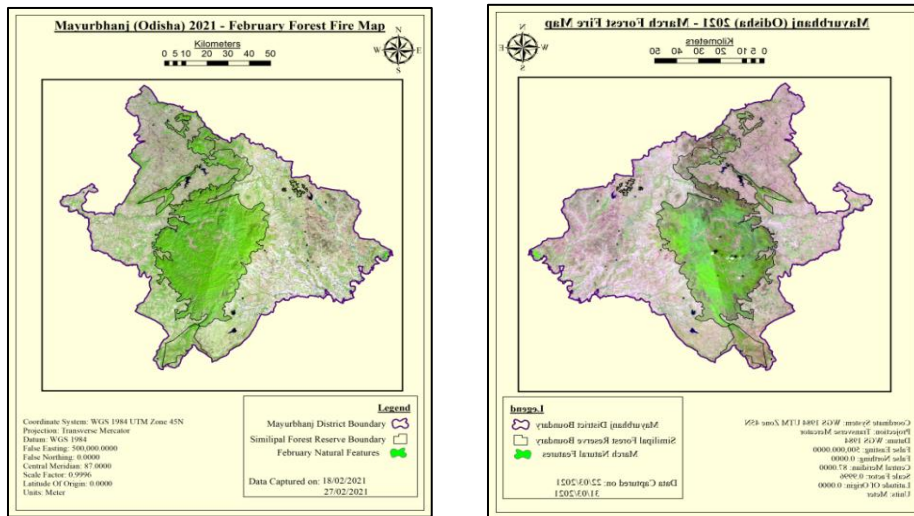 Mayurbhanj (Odisha) 2021 - February Forest Fire Map
Kilometers
0 5 10 20 30 40 50
N
W E
S
Legend
Mayurbhanj District Boundary
Similipal Forest Reserve Boundary
February Natural Features
Data Captured on: 18/02/2021
27/02/2021
Coordinate System: WGS 1984 UTM Zone 45N
Projection: Transverse Mercator
Datum: WGS 1984
False Easting: 500,000.0000
False Northing: 0.0000
Central Meridian: 87.0000
Scale Factor: 0.9996
Latitude Of Origin: 0.0000
Units: Meter
Mayurbhanj (Odisha) 2021 - March Forest Fire Map
Kilometers
0 5 10 20 30 40 50
N
W E
S
Legend
Mayurbhanj District Boundary
Similipal Forest Reserve Boundary
March Natural Features
Data Captured on: 22/03/2021
31/03/2021
Coordinate System: WGS 1984 UTM Zone 45N
Projection: Transverse Mercator
Datum: WGS 1984
False Easting: 500,000.0000
False Northing: 0.0000
Central Meridian: 87.0000
Scale Factor: 0.9996
Latitude Of Origin: 0.0000
Units: Meter